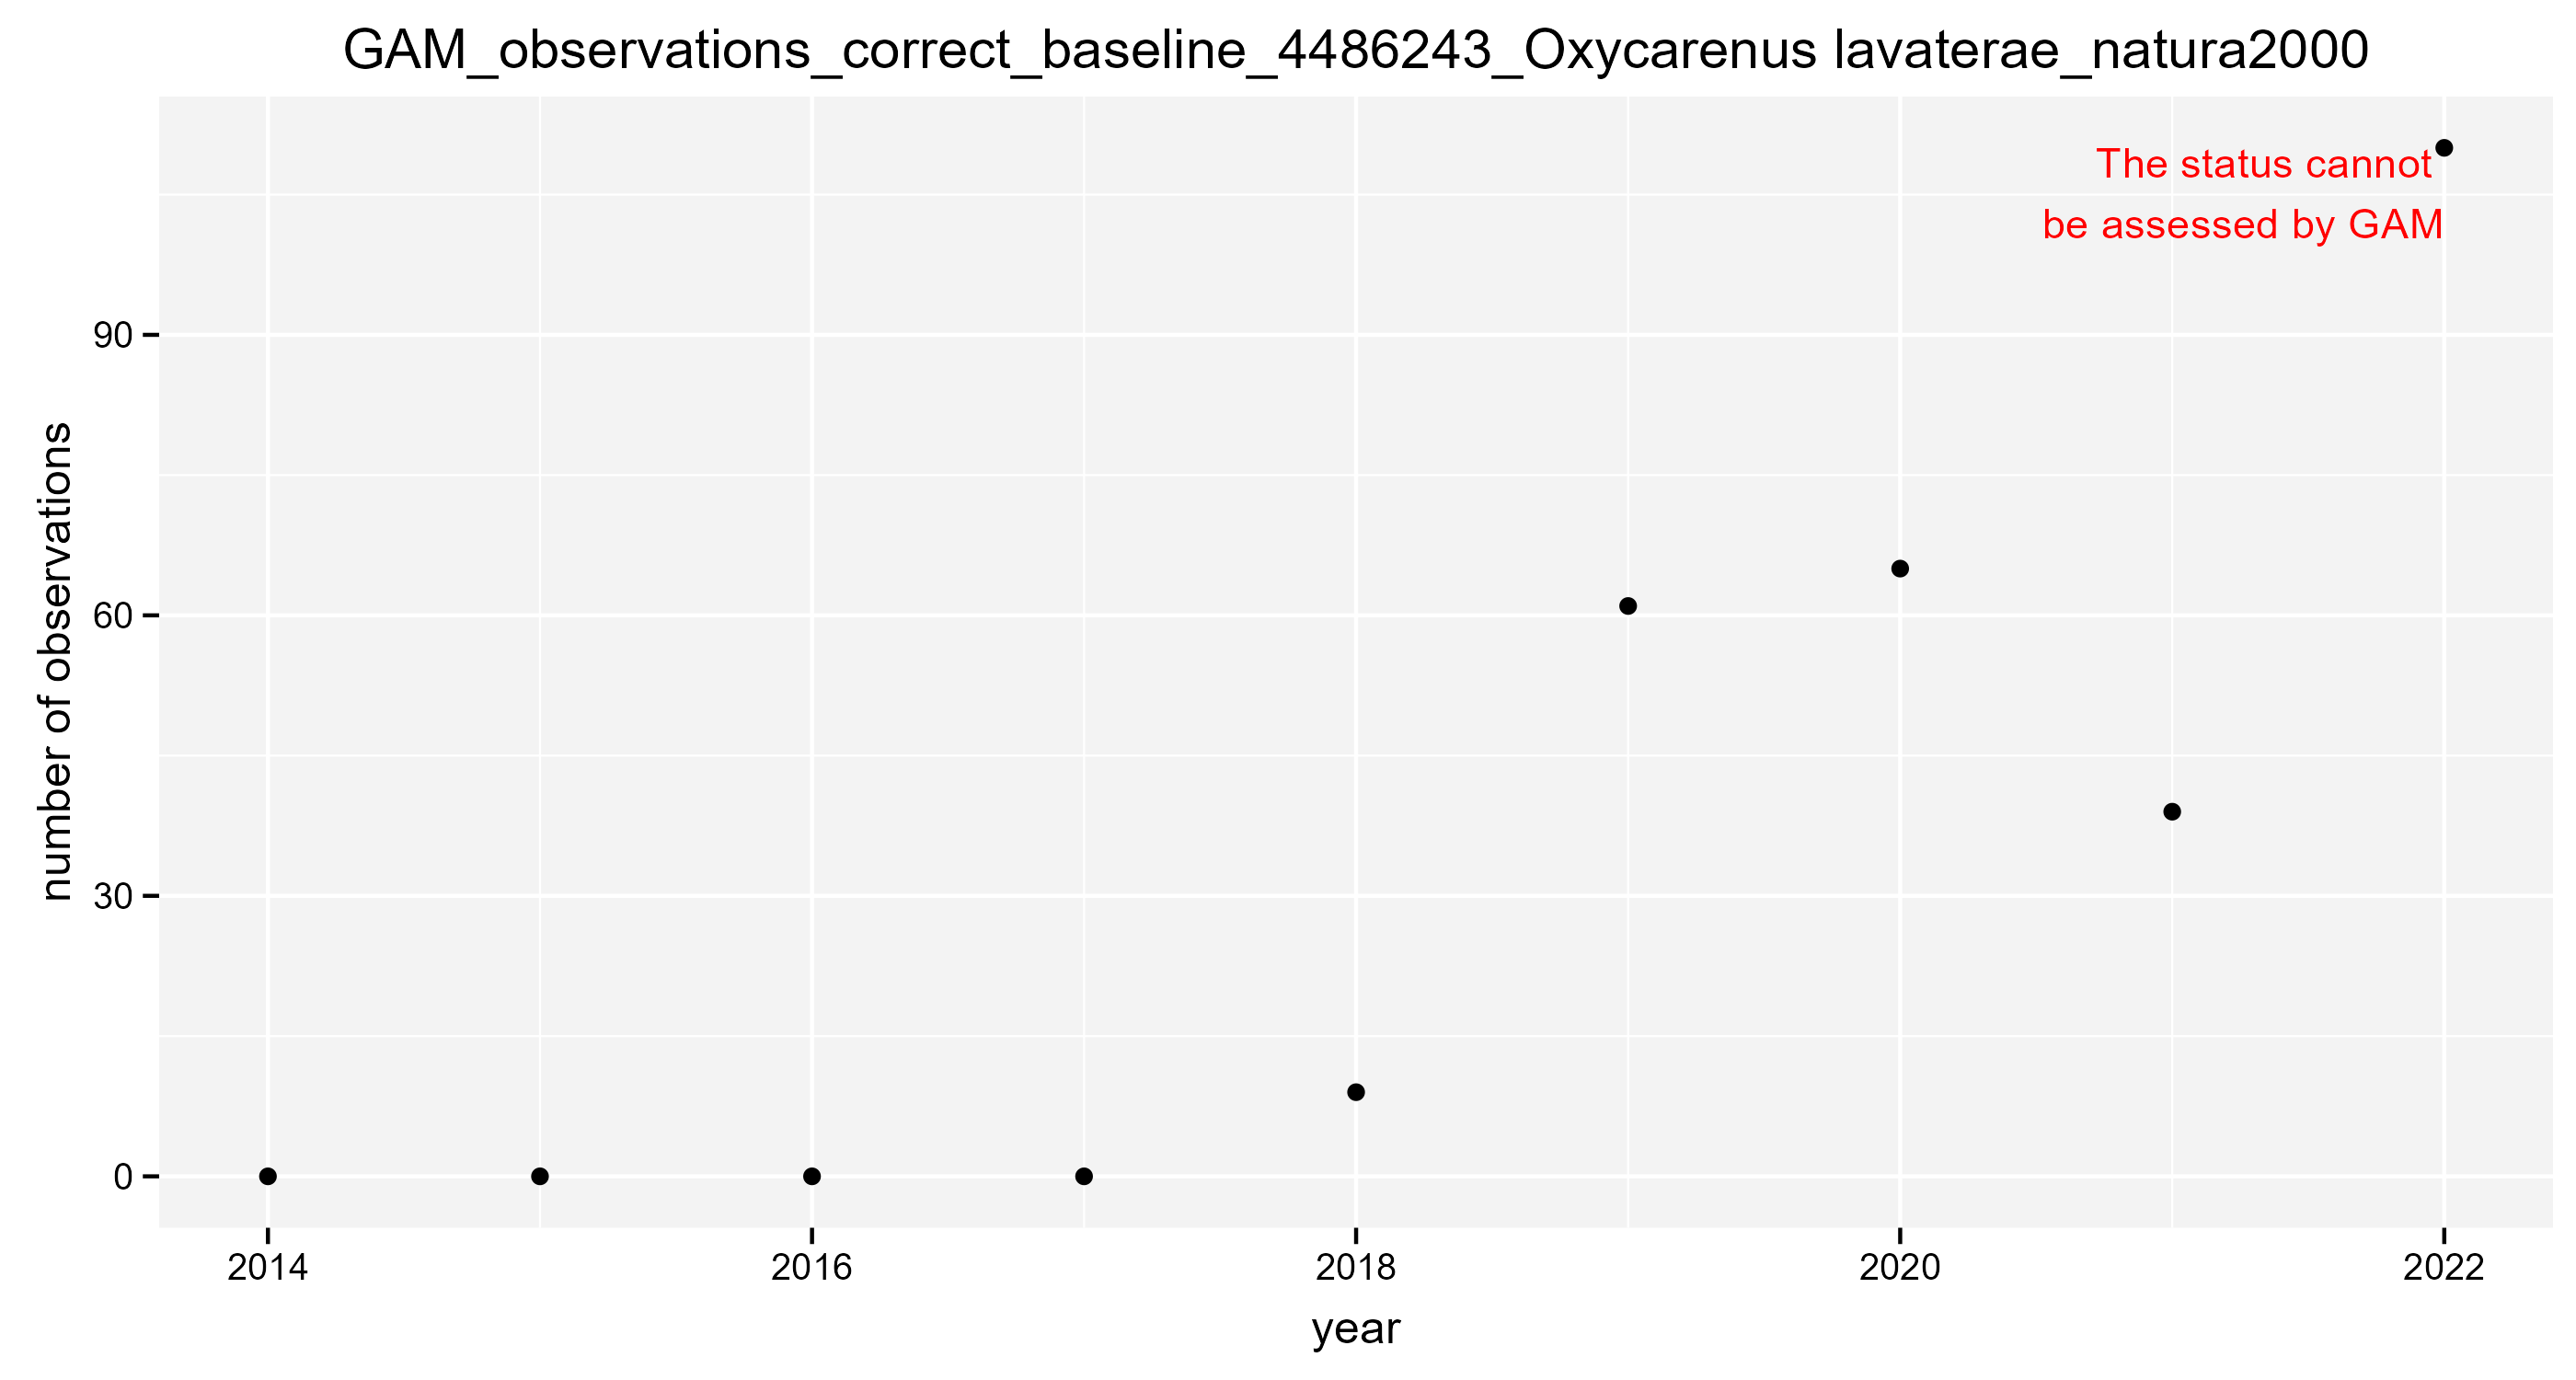 GAM_observations_correct_baseline_4486243_Oxycarenus lavaterae_natura2000
The status cannot
be assessed by GAM
90
60
30
0
number of observations
2014
2016
2018
2020
2022
year